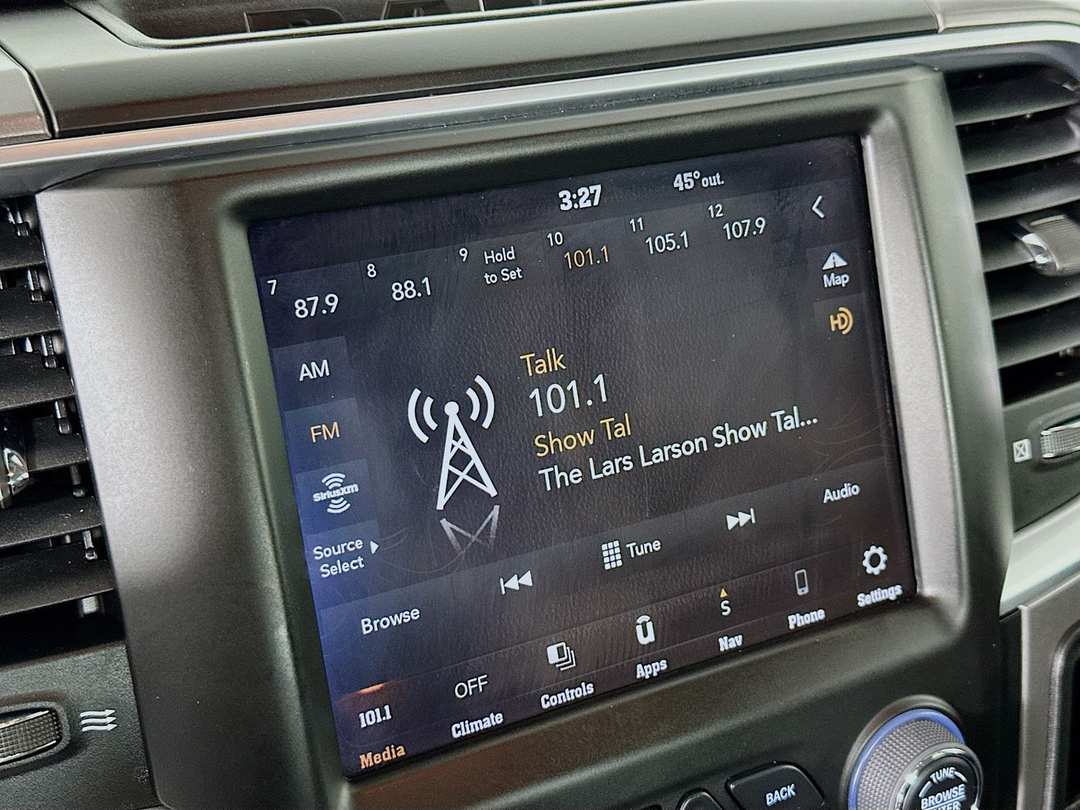 3:27
45° out.
7
87.9
8
88.1
9
Hold
to Set
10
101.1
11
105.1
12
107.9
Map
HD
AM
FM
SiriusXM
Source
Select
Talk
101.1
Show Tal
The Lars Larson Show Tal...
Browse
Tune
Audio
101.1
Media
OFF
Climate
Controls
Apps
S
Nav
Phone
Settings
BACK
TUNE
BROWSE